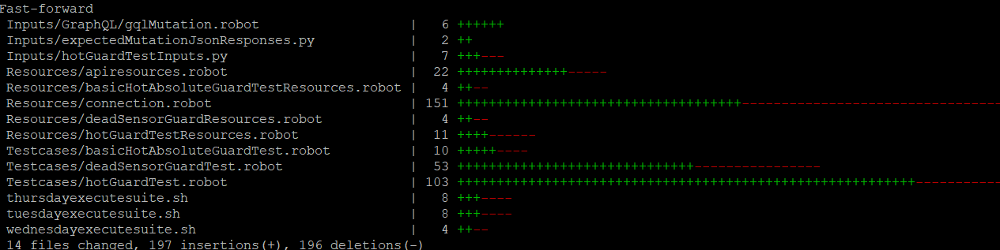 Fast-forward
 Inputs/GraphQL/gqlMutation.robot                 |   6 ++++++
 Inputs/expectedMutationJsonResponses.py          |   2 ++
 Inputs/hotGuardTestInputs.py                     |   7 +++---
 Resources/apiresources.robot                     |  22 ++++++++++++++-----
 Resources/basicHotAbsoluteGuardTestResources.robot |   4 ++--
 Resources/connection.robot                       | 151 ++++++++++++++++++++++++++++++++++++---------------------------------
 Resources/deadSensorGuardResources.robot         |   4 ++--
 Resources/hotGuardTestResources.robot            |  11 ++++------
 Testcases/basicHotAbsoluteGuardTest.robot        |  10 +++++----
 Testcases/deadSensorGuardTest.robot              |  53 ++++++++++++++++++++++++++++++----------------
 Testcases/hotGuardTest.robot                     | 103 ++++++++++++++++++++++++++++++++++++++++++++++++++++++++++-----------
 thursdayexecutesuite.sh                          |   8 +++----
 tuesdayexecutesuite.sh                           |   8 +++----
 wednesdayexecutesuite.sh                         |   4 ++--
 14 files changed, 197 insertions(+), 196 deletions(-)